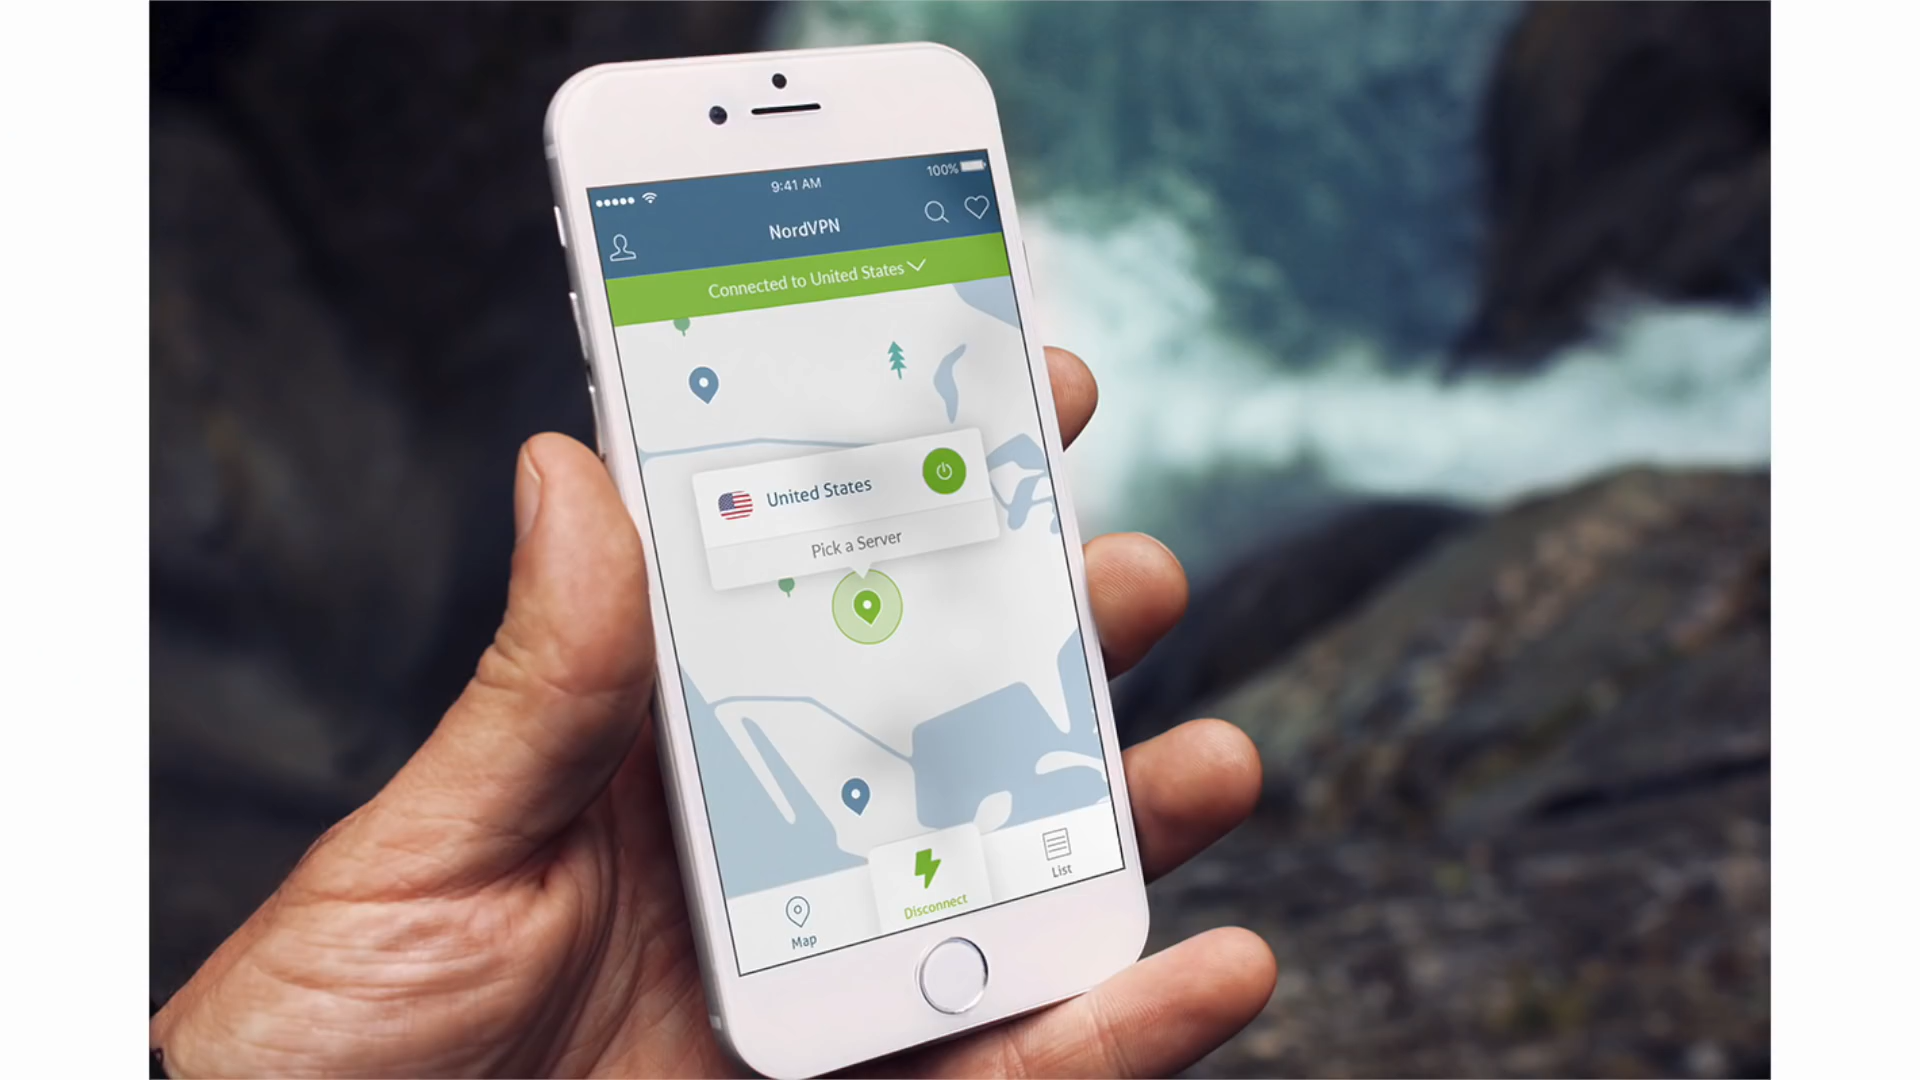 9:41 AM
100%
NordVPN
Connected to United States
United States
Pick a Server
Map
Disconnect
List